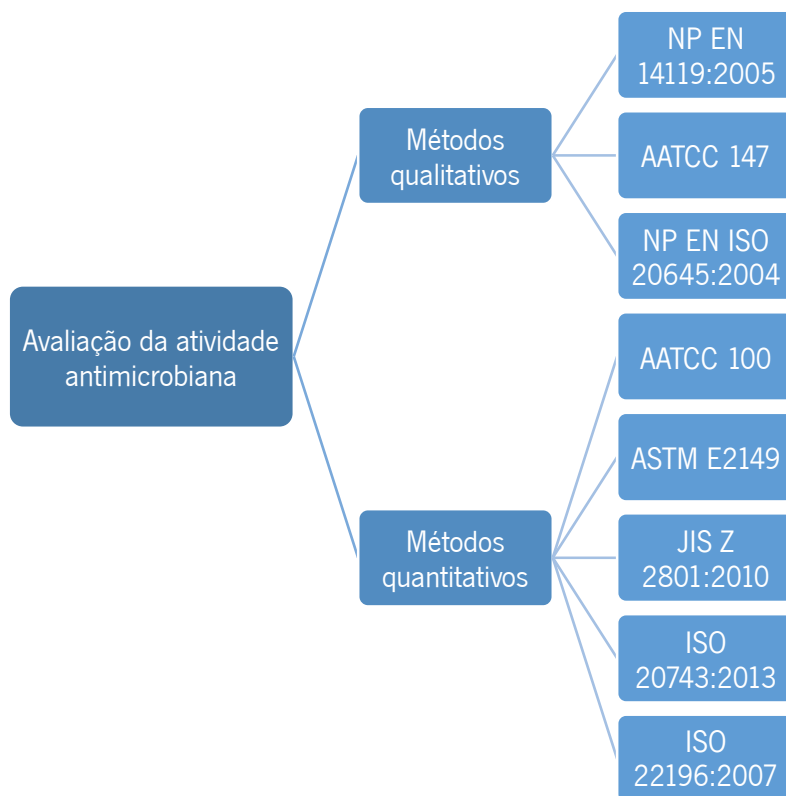 Avaliação da atividade
antimicrobiana
Métodos
qualitativos
NP EN
14119:2005
AATCC 147
NP EN ISO
20645:2004
Métodos
quantitativos
AATCC 100
ASTM E2149
JIS Z
2801:2010
ISO
20743:2013
ISO
22196:2007